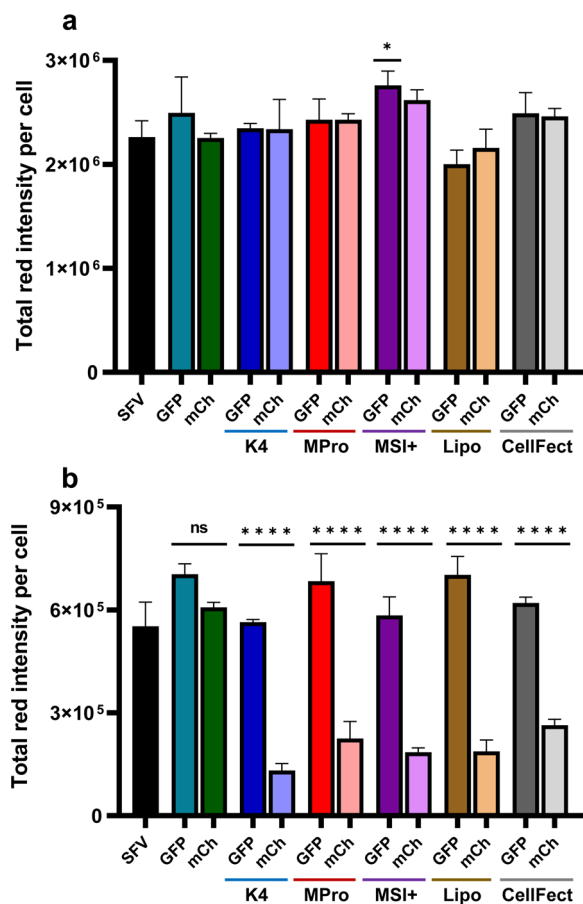 a
Total red intensity per cell
3×10⁶
2×10⁶
1×10⁶
0
*
SFV GFP mCh GFP mCh GFP mCh GFP mCh GFP mCh GFP mCh
K4 MPro MSI+ Lipo CellFect
b
Total red intensity per cell
9×10⁵
6×10⁵
3×10⁵
0
ns **** **** **** **** ****
SFV GFP mCh GFP mCh GFP mCh GFP mCh GFP mCh GFP mCh
K4 MPro MSI+ Lipo CellFect